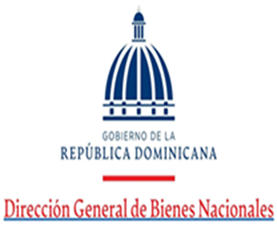 GOBIERNO DE LA
REPÚBLICA DOMINICANA
Dirección General de Bienes Nacionales